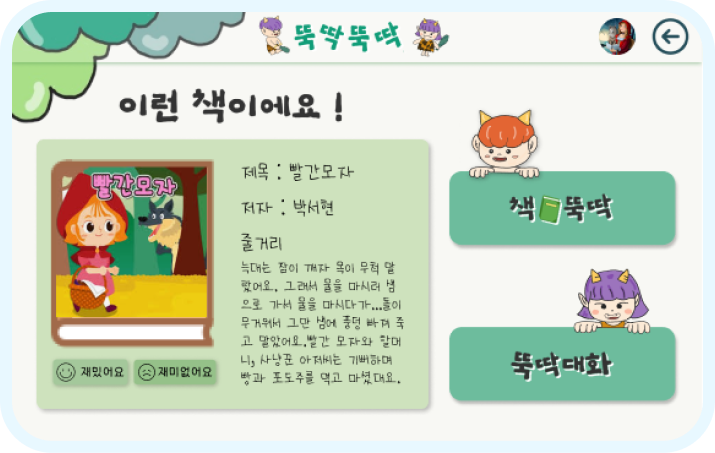 뚝딱뚝딱
이런 책이에요 !
빨간모자
제목 : 빨간모자
저자 : 박서현
줄거리
늑대는 잠이 깨자 목이 무척 말
랐어요. 그래서 물을 마시러 샘
으로 가서 물을 마시다가...돌이
무거워서 그만 샘에 풍덩 빠져 죽
고 말았어요.빨간 모자와 할머
니, 사냥꾼 아저씨는 기뻐하며
빵과 포도주를 먹고 마셨대요.
재밌어요
재미없어요
책 뚝딱
뚝딱대화